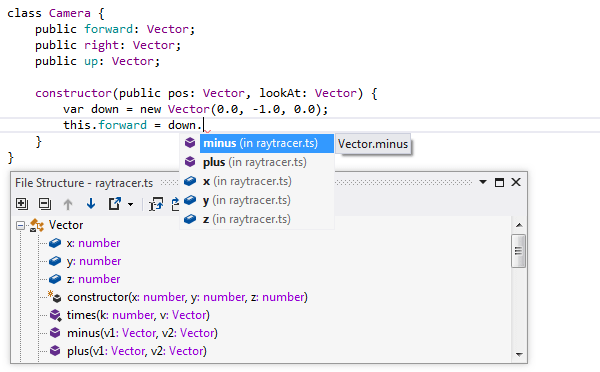 class Camera {
public forward: Vector;
public right: Vector;
public up: Vector;
constructor(public pos: Vector, lookAt: Vector) {
var down = new Vector(0.0, -1.0, 0.0);
this.forward = down.
}
}
minus (in raytracer.ts)
Vector.minus
plus (in raytracer.ts)
x (in raytracer.ts)
y (in raytracer.ts)
z (in raytracer.ts)
File Structure - raytracer.ts
Vector
x: number
y: number
z: number
constructor(x: number, y: number, z: number)
times(k: number, v: Vector)
minus(v1: Vector, v2: Vector)
plus(v1: Vector, v2: Vector)